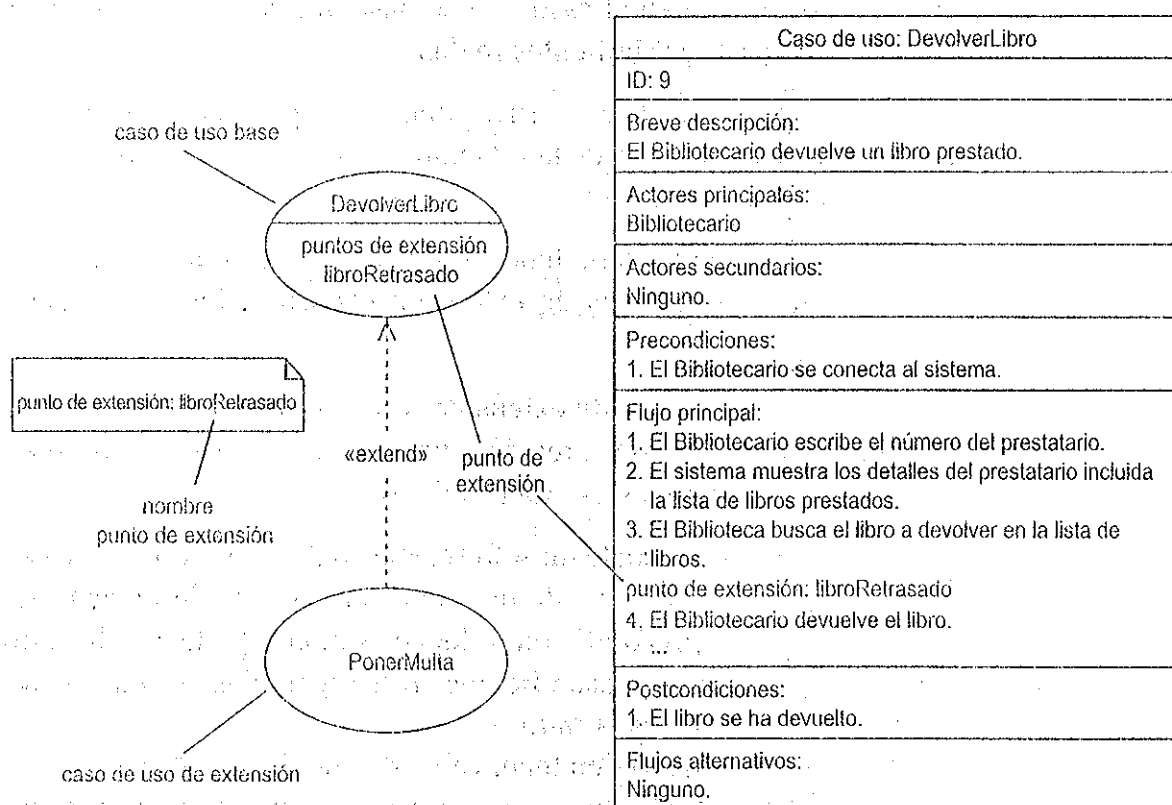 caso de uso base
DevolverLibro
puntos de extensión
libroRetrasado
punto de extensión: libroRetrasado
nombre
punto de extensión
«extend»
punto de
extensión
PonerMulta
caso de uso de extensión
Caso de uso: DevolverLibro
ID: 9
Breve descripción:
El Bibliotecario devuelve un libro prestado.
Actores principales:
Bibliotecario
Actores secundarios:
Ninguno.
Precondiciones:
1. El Bibliotecario se conecta al sistema.
Flujo principal:
1. El Bibliotecario escribe el número del prestatario.
2. El sistema muestra los detalles del prestatario incluida
la lista de libros prestados.
3. El Biblioteca busca el libro a devolver en la lista de
libros.
punto de extensión: libroRetrasado
4. El Bibliotecario devuelve el libro.
...
Postcondiciones:
1. El libro se ha devuelto.
Flujos alternativos:
Ninguno.